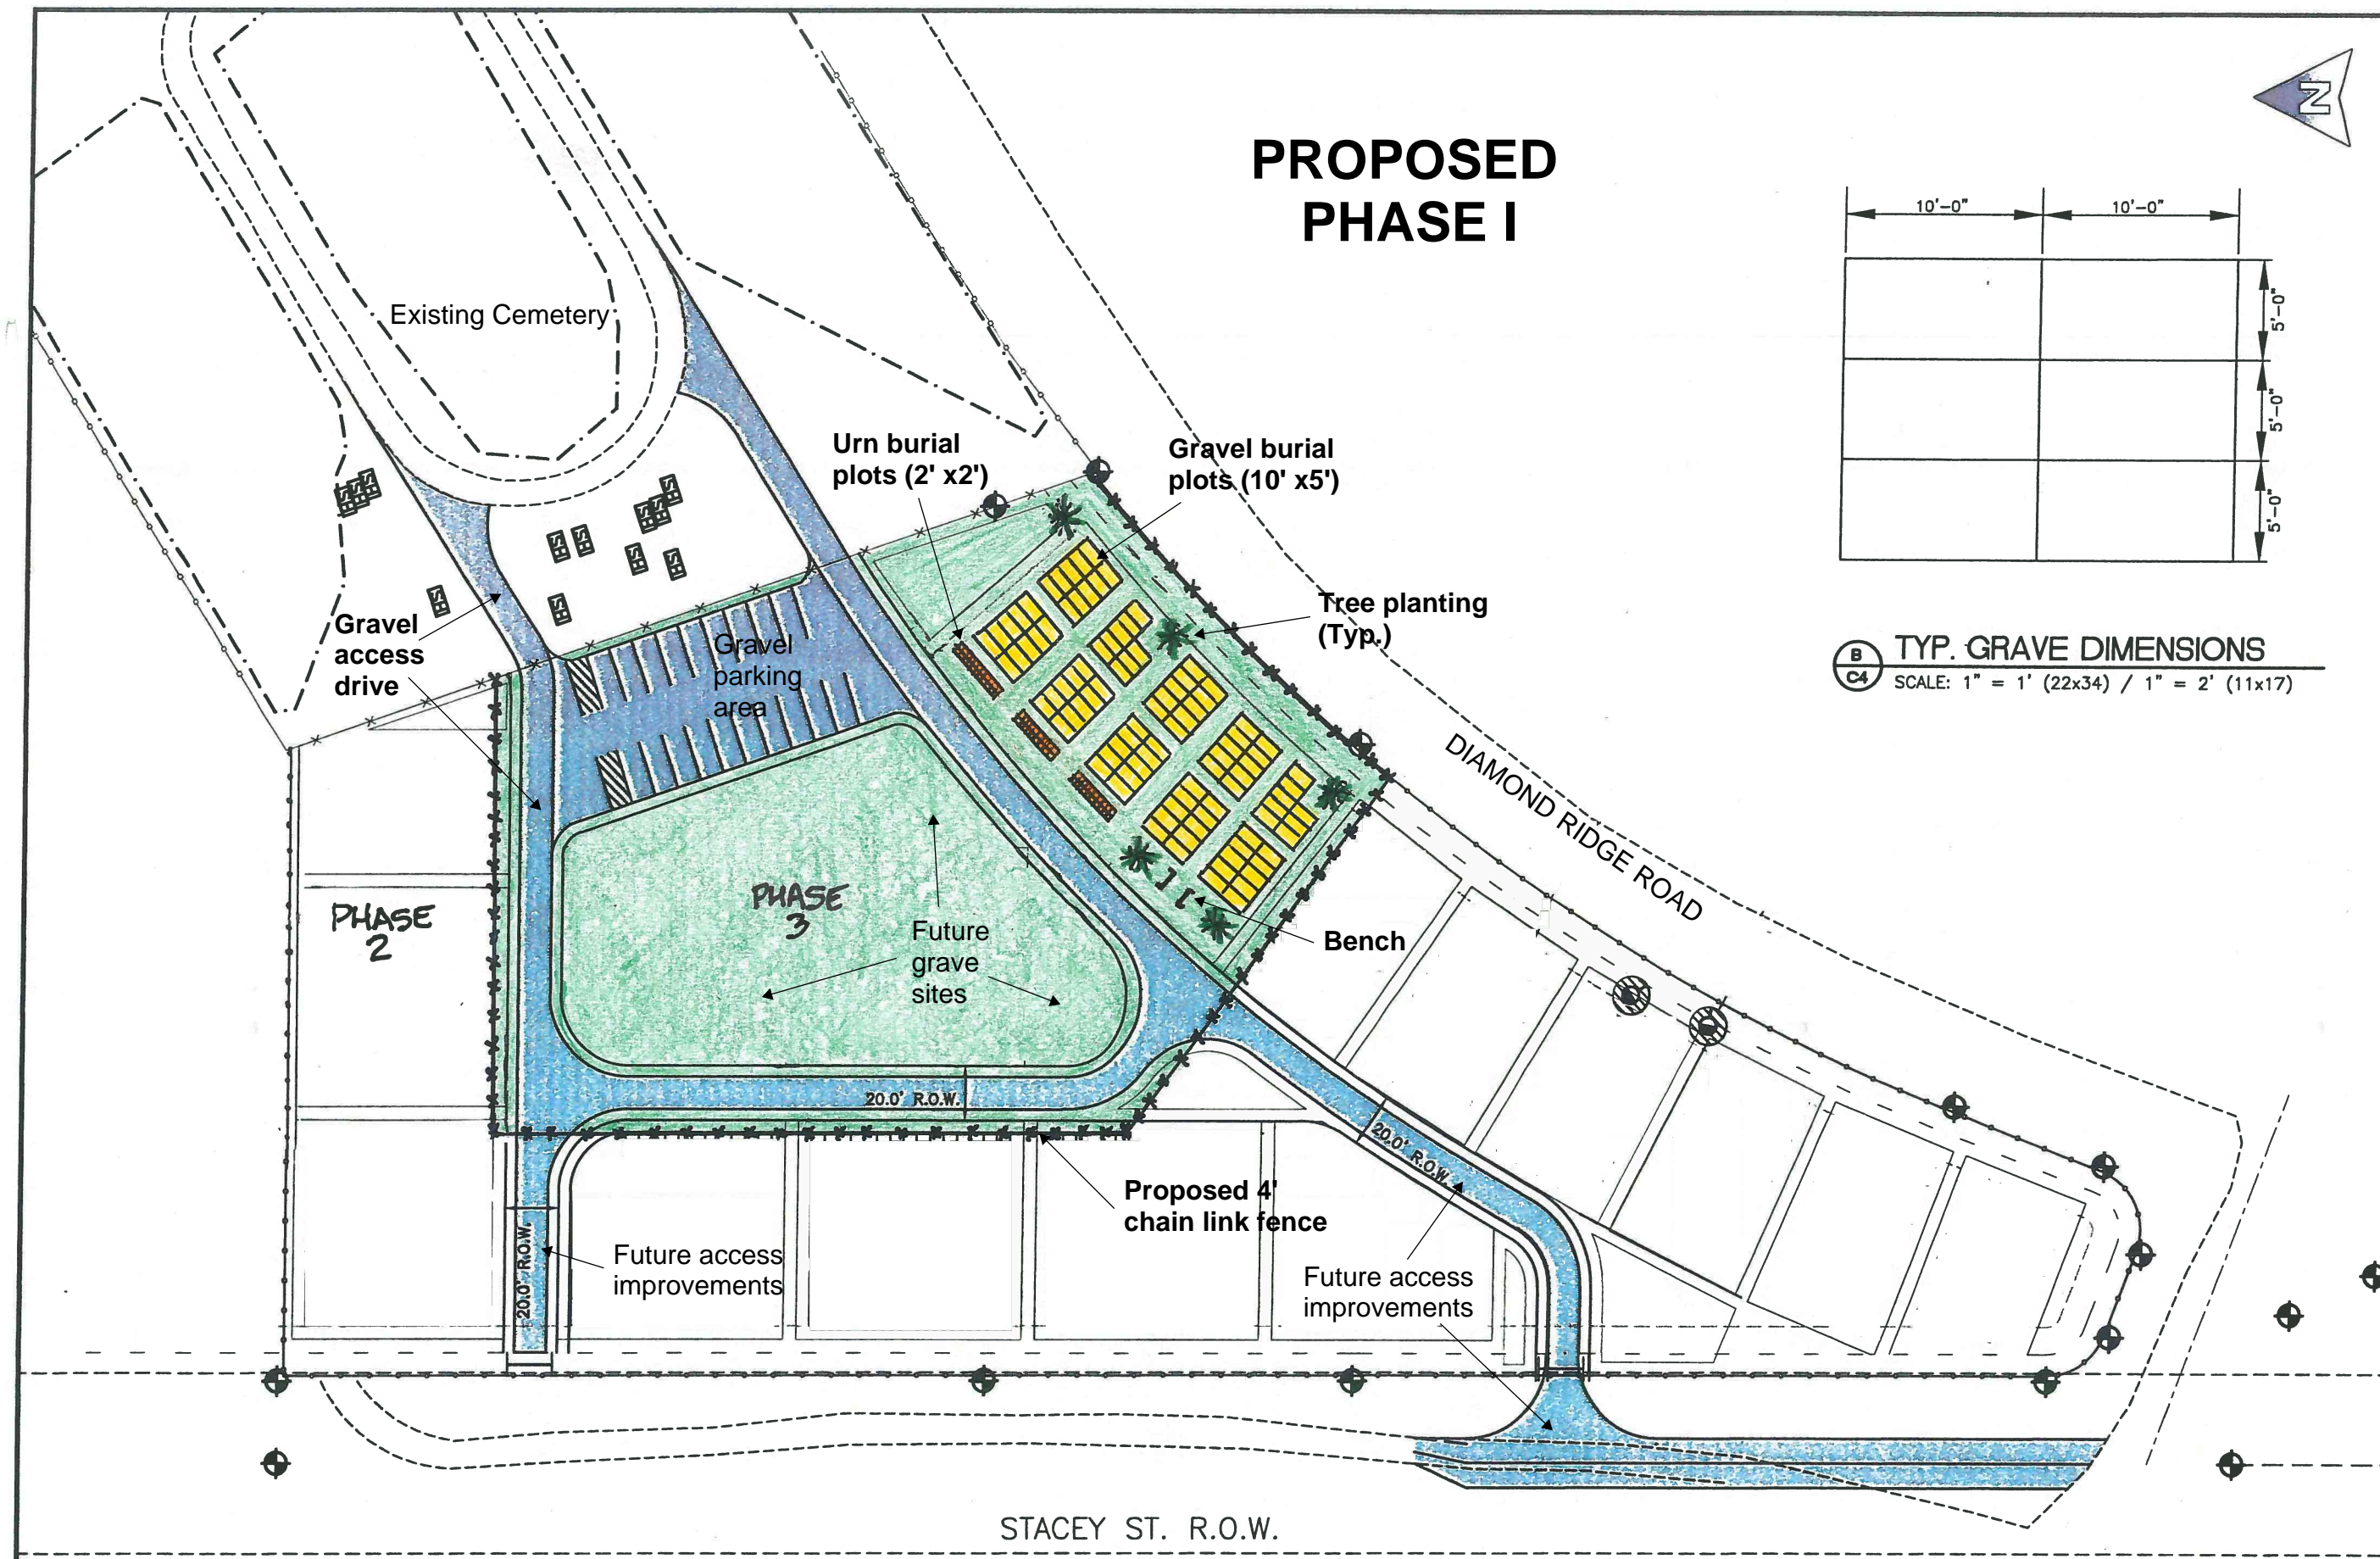 N
PROPOSED
PHASE I
10'-0" 10'-0"
5'-0"
5'-0"
5'-0"
B
C4
TYP. GRAVE DIMENSIONS
SCALE: 1" = 1' (22x34) / 1" = 2' (11x17)
Existing Cemetery
Urn burial
plots (2' x2')
Gravel burial
plots (10' x5')
Tree planting
(Typ.)
Gravel
access
drive
Gravel
parking
area
DIAMOND RIDGE ROAD
PHASE
2
PHASE
3
Future
grave
sites
Bench
20.0' R.O.W.
20.0' R.O.W.
20.0' R.O.W.
Proposed 4'
chain link fence
Future access
improvements
Future access
improvements
STACEY ST. R.O.W.